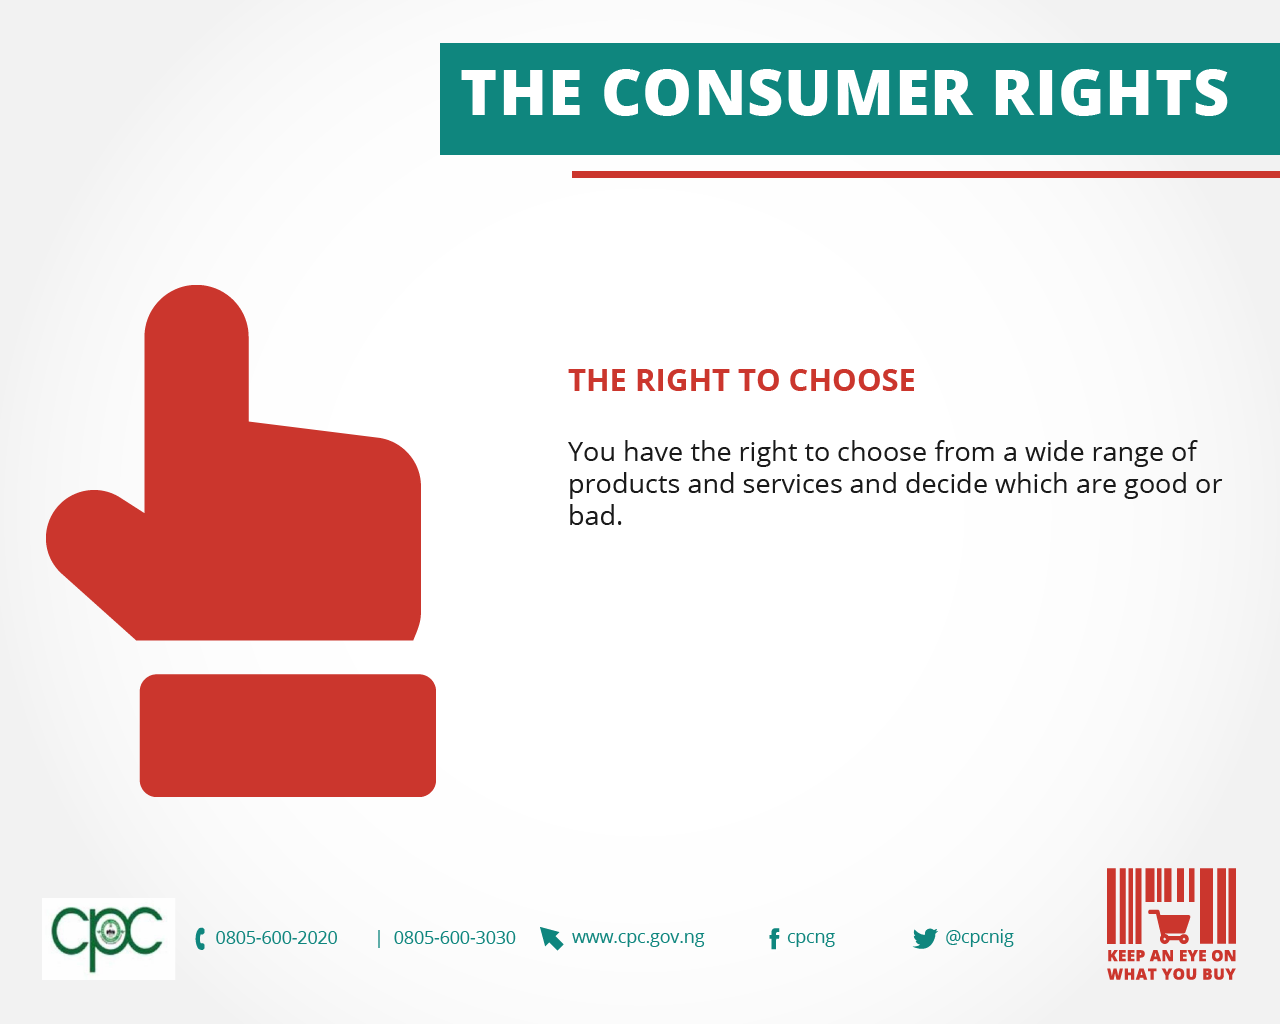 THE CONSUMER RIGHTS
THE RIGHT TO CHOOSE
You have the right to choose from a wide range of
products and services and decide which are good or
bad.
cpc
0805-600-2020 | 0805-600-3030 www.cpc.gov.ng cpcng @cpcnig
KEEP AN EYE ON
WHAT YOU BUY